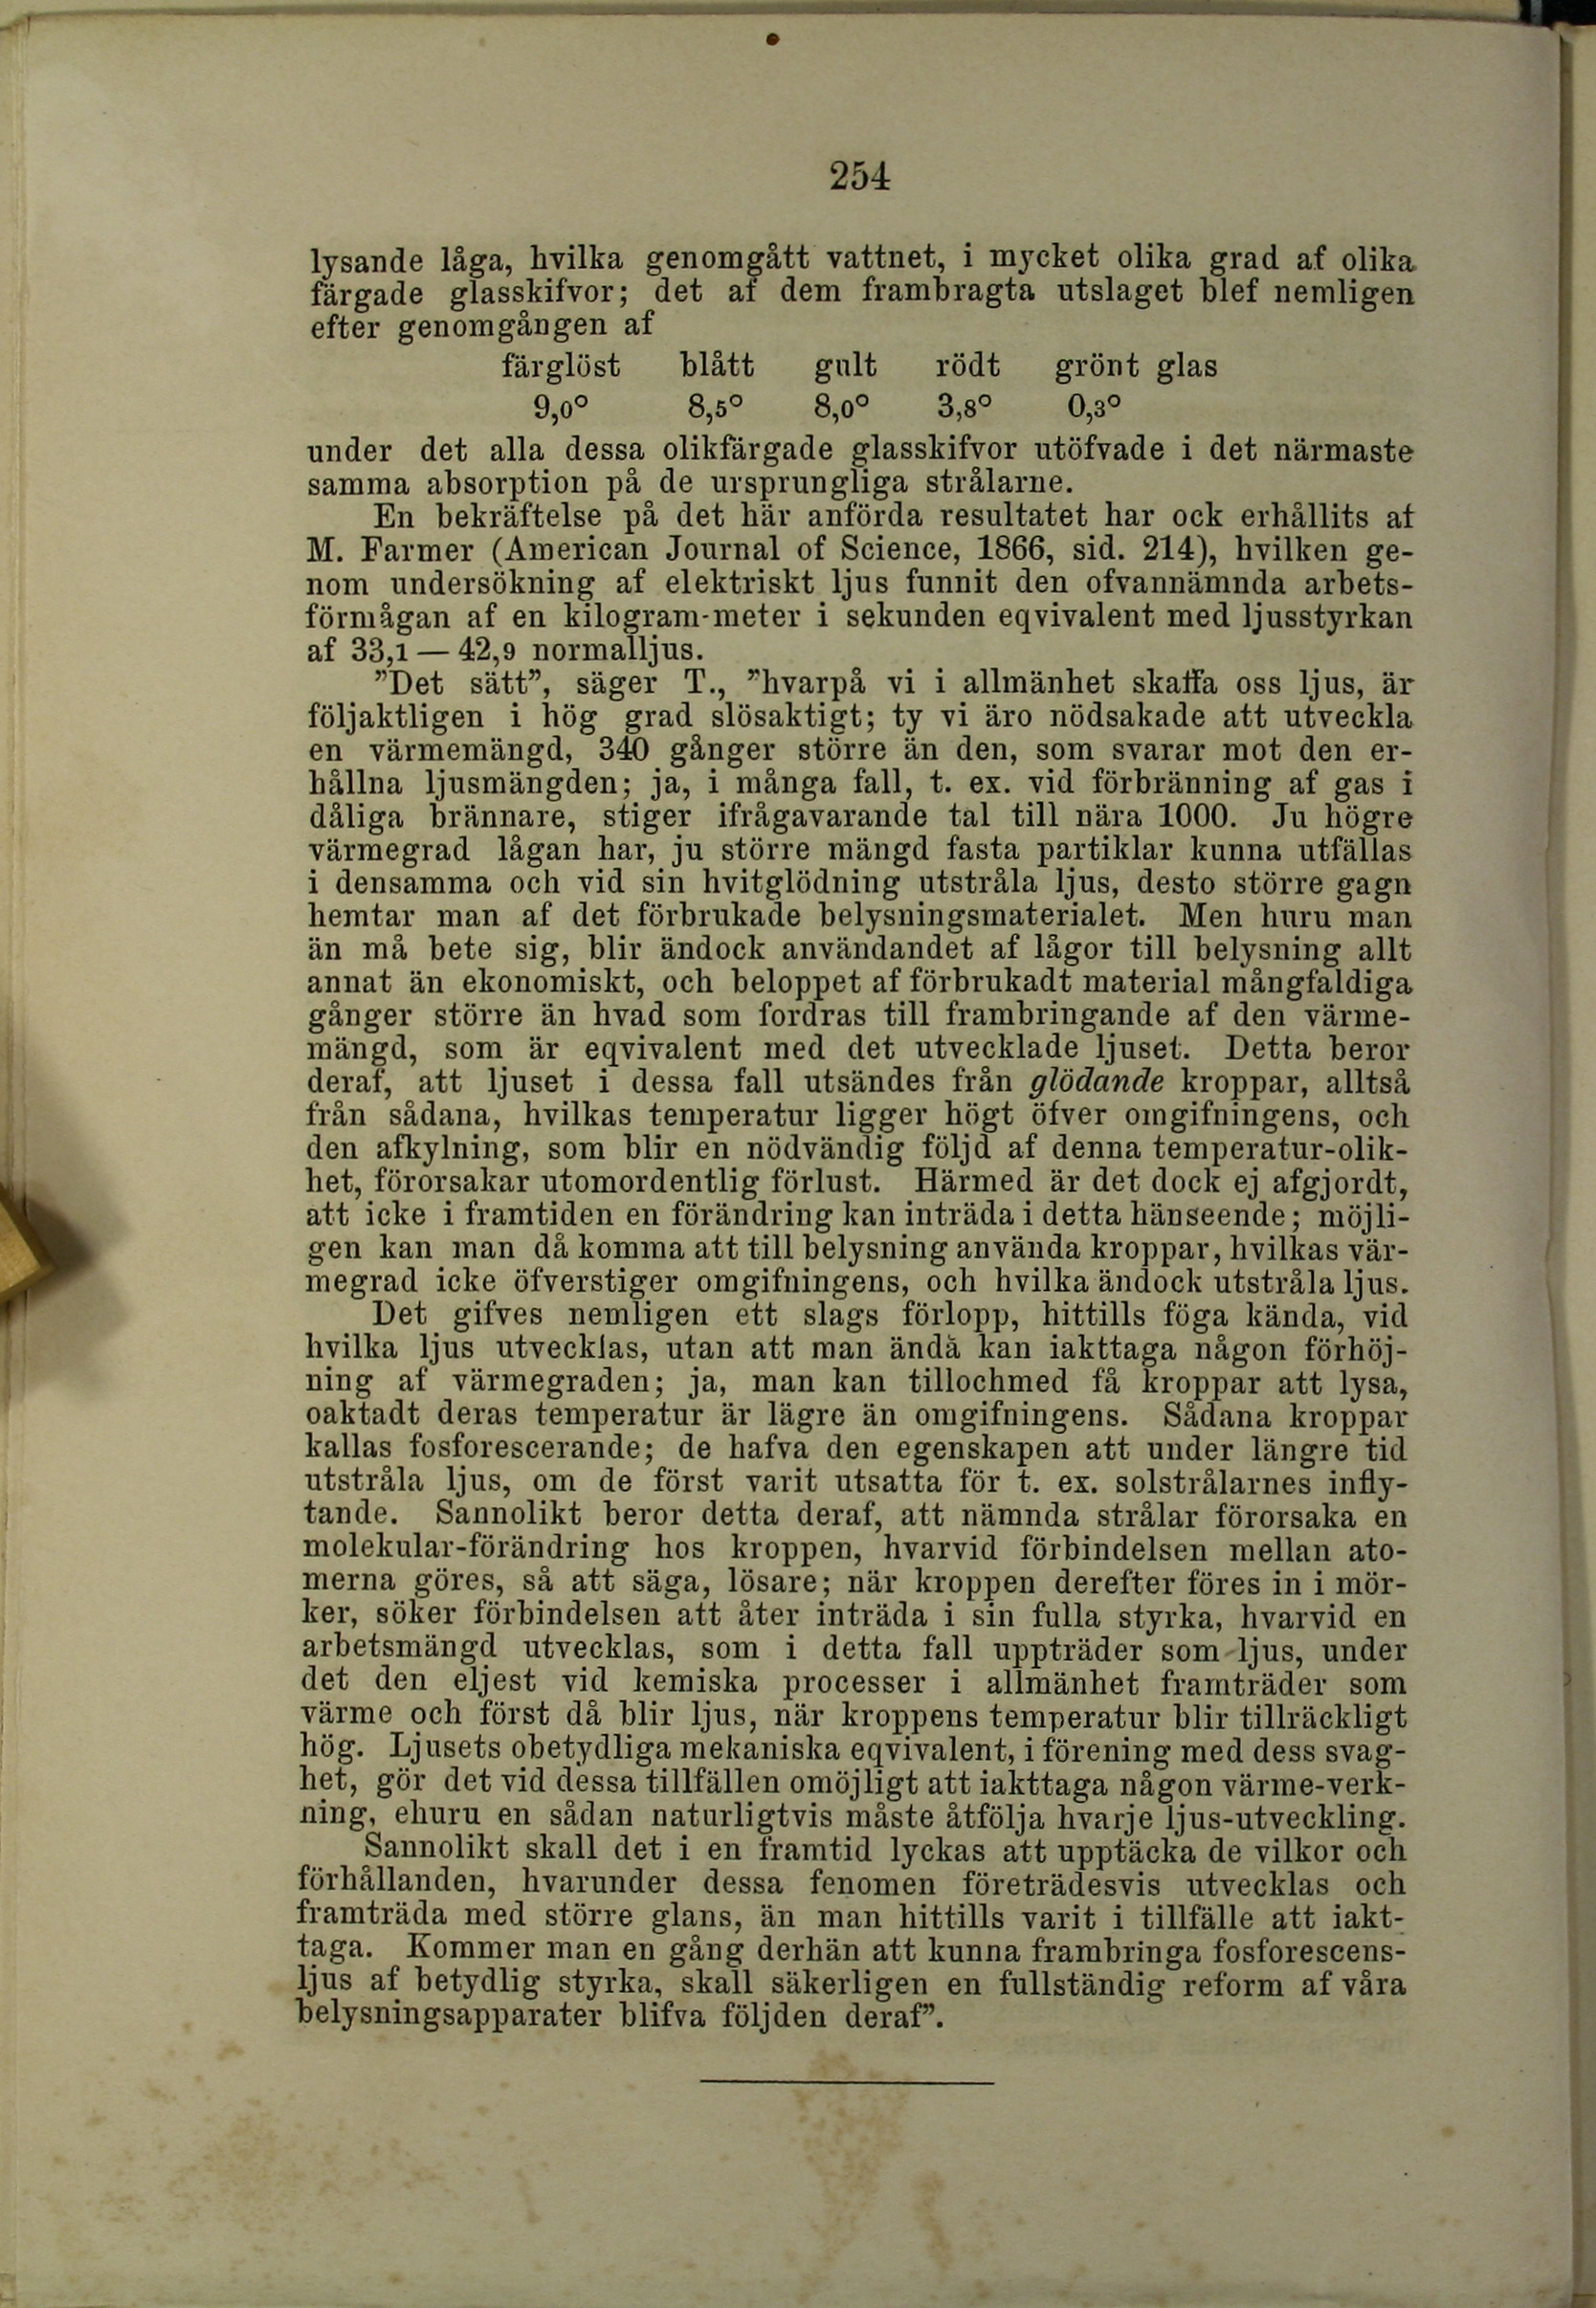 254
lysande låga, hvilka genomgått vattnet, i mycket olika grad af olika
färgade glasskifvor; det af dem frambragta utslaget blef nemligen
efter genomgången af
färglöst blått gult rödt grönt glas
9,0° 8,5° 8,0° 3,8° 0,3°
under det alla dessa olikfärgade glasskifvor utöfvade i det närmaste
samma absorption på de ursprungliga strålarne.
En bekräftelse på det här anförda resultatet har ock erhållits af
M. Farmer (American Journal of Science, 1866, sid. 214), hvilken ge-
nom undersökning af elektriskt ljus funnit den ofvannämnda arbets-
förmågan af en kilogram-meter i sekunden eqvivalent med ljusstyrkan
af 33,1 — 42,9 normalljus.
”Det sätt”, säger T., ”hvarpå vi i allmänhet skaffa oss ljus, är
följaktligen i hög grad slösaktigt; ty vi äro nödsakade att utveckla
en värmemängd, 340 gånger större än den, som svarar mot den er-
hållna ljusmängden; ja, i många fall, t. ex. vid förbränning af gas i
dåliga brännare, stiger ifrågavarande tal till nära 1000. Ju högre
värmegrad lågan har, ju större mängd fasta partiklar kunna utfällas
i densamma och vid sin hvitglödning utstråla ljus, desto större gagn
hemtar man af det förbrukade belysningsmaterialet. Men huru man
än må bete sig, blir ändock användandet af lågor till belysning allt
annat än ekonomiskt, och beloppet af förbrukadt material mångfaldiga
gånger större än hvad som fordras till frambringande af den värme-
mängd, som är eqvivalent med det utvecklade ljuset. Detta beror
deraf, att ljuset i dessa fall utsändes från glödande kroppar, alltså
från sådana, hvilkas temperatur ligger högt öfver omgifningens, och
den afkylning, som blir en nödvändig följd af denna temperatur-olik-
het, förorsakar utomordentlig förlust. Härmed är det dock ej afgjordt,
att icke i framtiden en förändring kan inträda i detta hänseende; möjli-
gen kan man då komma att till belysning använda kroppar, hvilkas vär-
megrad icke öfverstiger omgifningens, och hvilka ändock utstråla ljus.
Det gifves nemligen ett slags förlopp, hittills föga kända, vid
hvilka ljus utvecklas, utan att man ändå kan iakttaga någon förhöj-
ning af värmegraden; ja, man kan tillochmed få kroppar att lysa,
oaktadt deras temperatur är lägre än omgifningens. Sådana kroppar
kallas fosforescerande; de hafva den egenskapen att under längre tid
utstråla ljus, om de först varit utsatta för t. ex. solstrålarnes infly-
tande. Sannolikt beror detta deraf, att nämnda strålar förorsaka en
molekular-förändring hos kroppen, hvarvid förbindelsen mellan ato-
merna göres, så att säga, lösare; när kroppen derefter föres in i mör-
ker, söker förbindelsen att åter inträda i sin fulla styrka, hvarvid en
arbetsmängd utvecklas, som i detta fall uppträder som ljus, under
det den eljest vid kemiska processer i allmänhet framträder som
värme och först då blir ljus, när kroppens temperatur blir tillräckligt
hög. Ljusets obetydliga mekaniska eqvivalent, i förening med dess svag-
het, gör det vid dessa tillfällen omöjligt att iakttaga någon värme-verk-
ning, ehuru en sådan naturligtvis måste åtfölja hvarje ljus-utveckling.
Sannolikt skall det i en framtid lyckas att upptäcka de vilkor och
förhållanden, hvarunder dessa fenomen företrädesvis utvecklas och
framträda med större glans, än man hittills varit i tillfälle att iakt-
taga. Kommer man en gång derhän att kunna frambringa fosforescens-
ljus af betydlig styrka, skall säkerligen en fullständig reform af våra
belysningsapparater blifva följden deraf”.